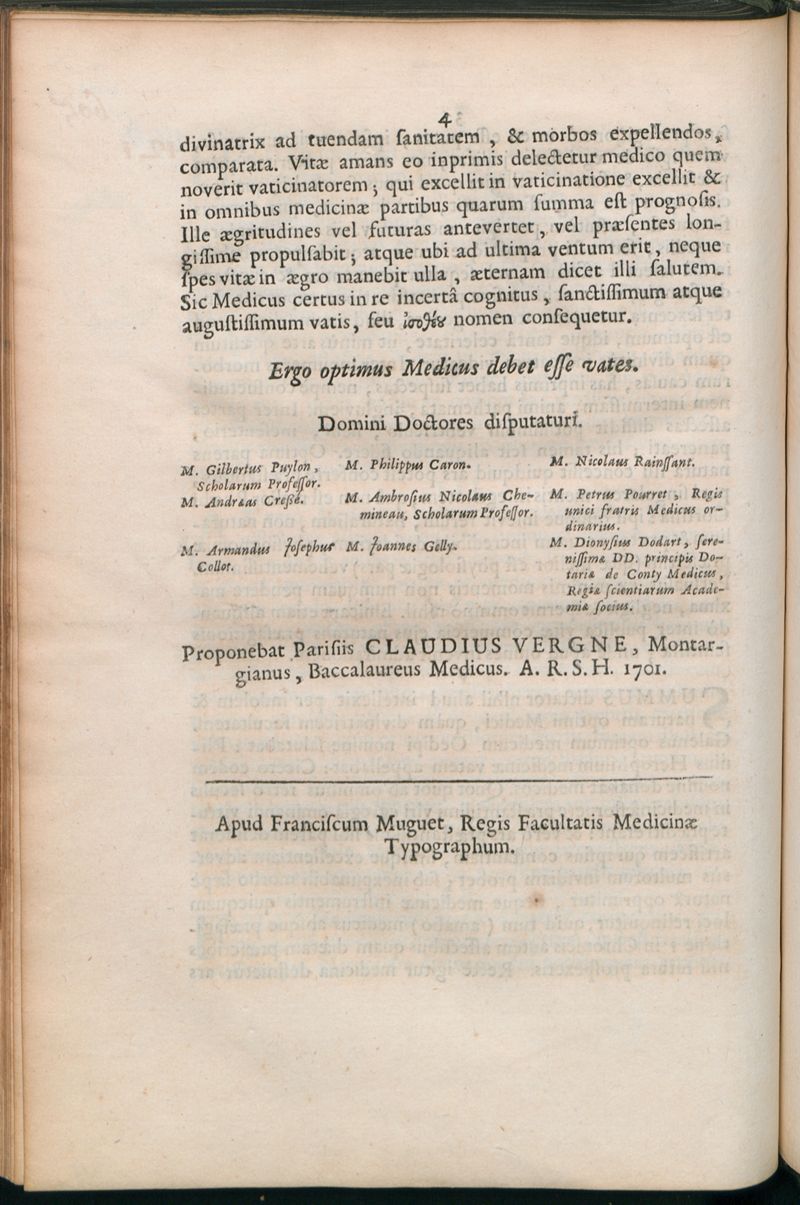 4
divinatrix ad tuendam ſanitatem , & morbos expellendos,
comparata. Vitæ amans eo inprimis delectetur medico quem
noverit vaticinatorem ; qui excellit in vaticinatione excellit &
in omnibus medicinæ partibus quarum ſumma eſt prognoſis.
Ille ægritudines vel futuras antevertet , vel præſentes lon-
giſſimè propulſabit ; atque ubi ad ultima ventum erit , neque
ſpes vitæ in ægro manebit ulla , æternam dicet illi ſalutem.
Sic Medicus certus in re incertâ cognitus , ſanctiſſimum atque
auguſtiſſimum vatis, ſeu nomen conſequetur.
Ergo optimus Medicus debet eſſe vates.
Domini Doctores diſputaturi.
M. Gilbertus Puylon ,
Scholarum Profeſſor.
M. Andræas Creſſé.
M. Armandus Joſephus
Collot.
M. Philippus Caron.
M. Ambroſius Nicolaus Che-
mineau, Scholarum Profeſſor.
M. Joannes Gelly.
M. Nicolaus Rainſſant.
M. Petrus Pourret , Regis
unici fratris Medicus or-
dinarius.
M. Dionyſius Dodart , ſere-
niſſimæ DD. principis Do-
tariæ de Conty Medicus ,
Regiæ ſcientiarum Acade-
miæ ſocius.
Proponebat Pariſiis CLAUDIUS VERGNE, Montar-
gianus , Baccalaureus Medicus. A. R. S. H. 1701.
Apud Franciſcum Muguet, Regis Facultatis Medicinæ
Typographum.